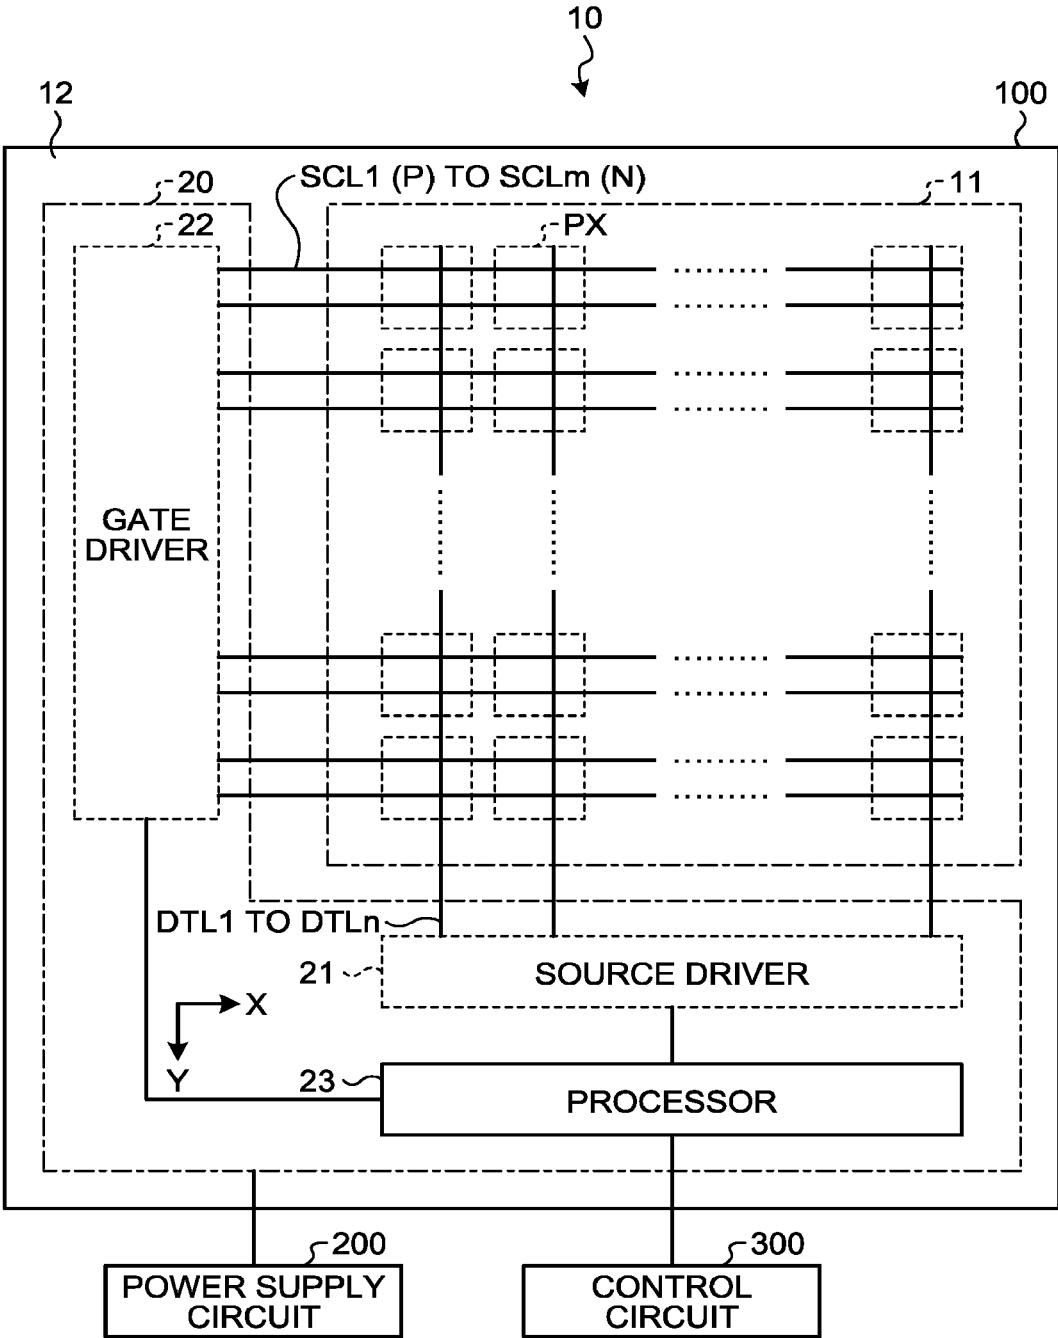 10
12
100
SCL1 (P) TO SCLm (N)
20
11
22
PX
GATE
DRIVER
DTL1 TO DTLn
21
SOURCE DRIVER
X
Y
23
PROCESSOR
200
300
POWER SUPPLY
CIRCUIT
CONTROL
CIRCUIT